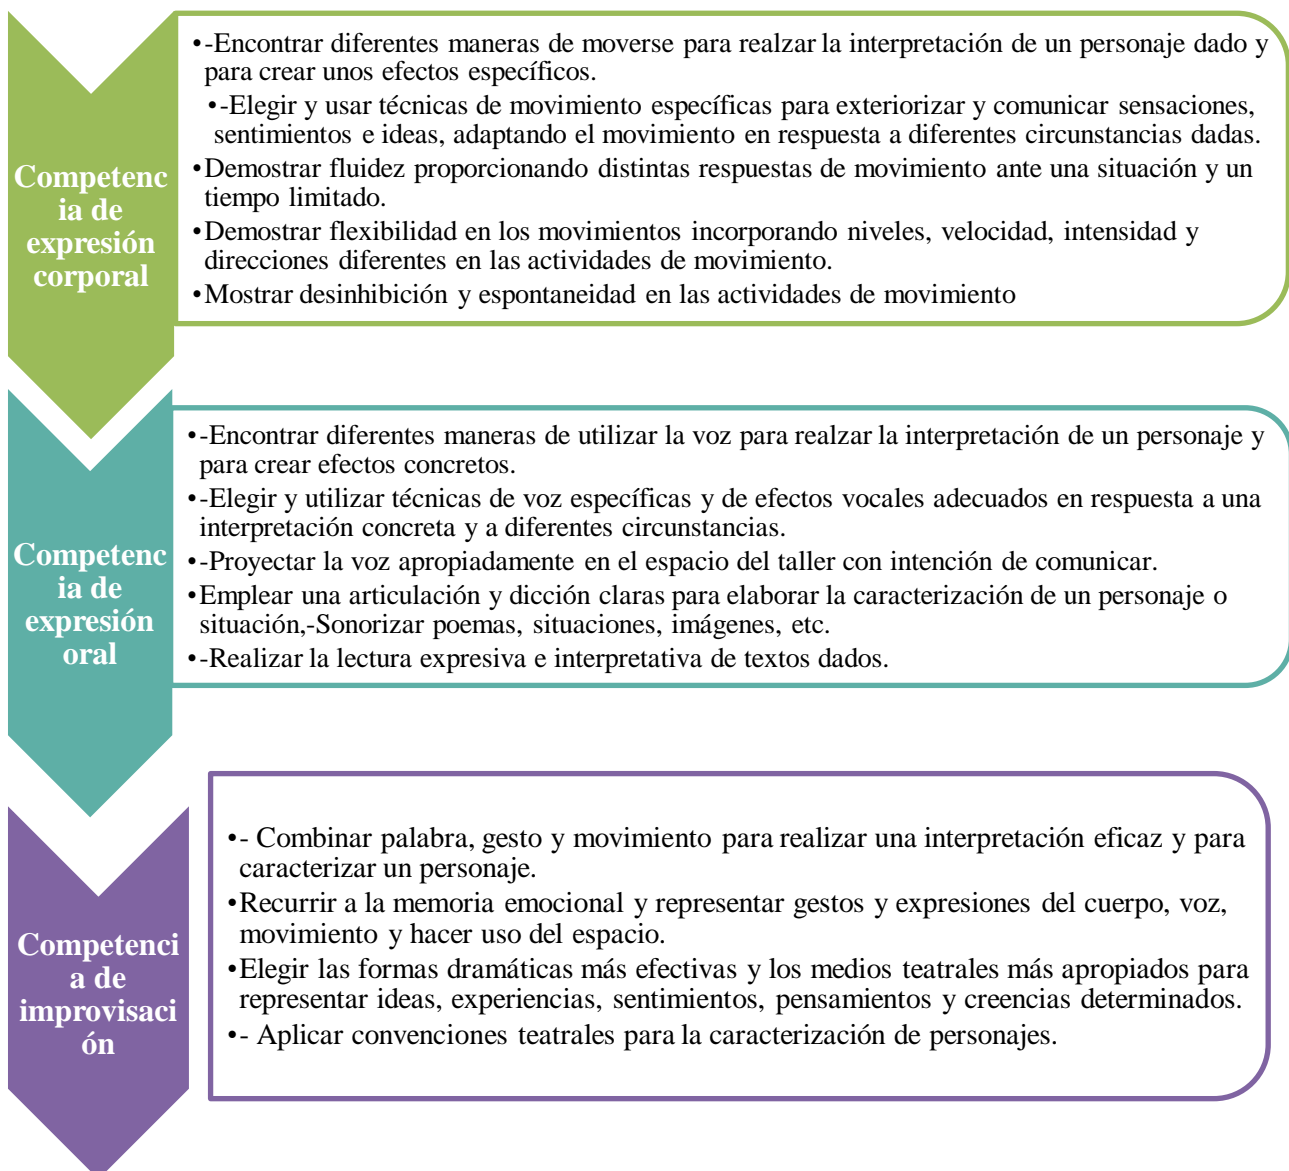 Competenc
ia de
expresión
corporal
•-Encontrar diferentes maneras de moverse para realzar la interpretación de un personaje dado y
para crear unos efectos específicos.
•-Elegir y usar técnicas de movimiento específicas para exteriorizar y comunicar sensaciones,
sentimientos e ideas, adaptando el movimiento en respuesta a diferentes circunstancias dadas.
•Demostrar fluidez proporcionando distintas respuestas de movimiento ante una situación y un
tiempo limitado.
•Demostrar flexibilidad en los movimientos incorporando niveles, velocidad, intensidad y
direcciones diferentes en las actividades de movimiento.
•Mostrar desinhibición y espontaneidad en las actividades de movimiento
Competenc
ia de
expresión
oral
•-Encontrar diferentes maneras de utilizar la voz para realzar la interpretación de un personaje y
para crear efectos concretos.
•-Elegir y utilizar técnicas de voz específicas y de efectos vocales adecuados en respuesta a una
interpretación concreta y a diferentes circunstancias.
•-Proyectar la voz apropiadamente en el espacio del taller con intención de comunicar.
•Emplear una articulación y dicción claras para elaborar la caracterización de un personaje o
situación,-Sonorizar poemas, situaciones, imágenes, etc.
•-Realizar la lectura expresiva e interpretativa de textos dados.
Competenci
a de
improvisaci
ón
•- Combinar palabra, gesto y movimiento para realizar una interpretación eficaz y para
caracterizar un personaje.
•Recurrir a la memoria emocional y representar gestos y expresiones del cuerpo, voz,
movimiento y hacer uso del espacio.
•Elegir las formas dramáticas más efectivas y los medios teatrales más apropiados para
representar ideas, experiencias, sentimientos, pensamientos y creencias determinados.
•- Aplicar convenciones teatrales para la caracterización de personajes.